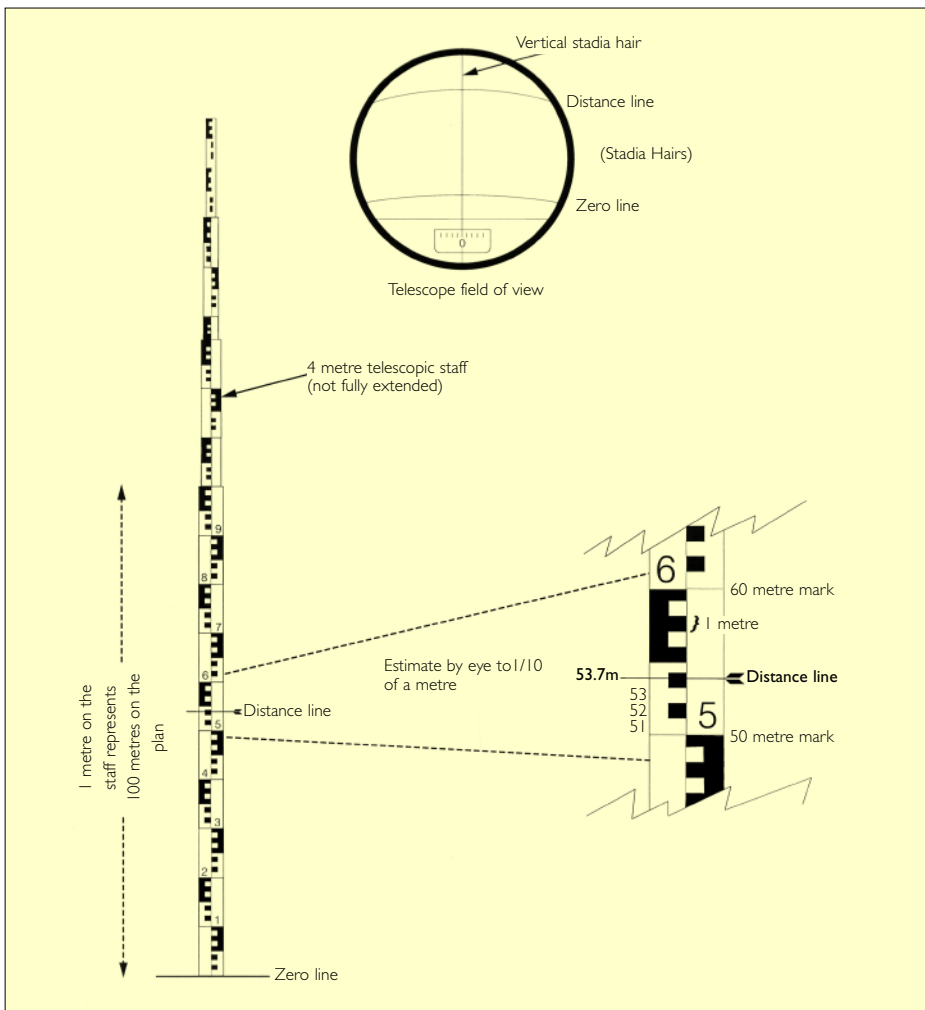 Vertical stadia hair
Distance line
(Stadia Hairs)
Zero line
0
Telescope field of view
4 metre telescopic staff
(not fully extended)
9
8
7
6
5
4
3
2
1
1 metre on the
staff represents
100 metres on the
plan
Distance line
Zero line
Estimate by eye to1/10
of a metre
6
60 metre mark
} 1 metre
53.7m
Distance line
53
52
51
5
50 metre mark